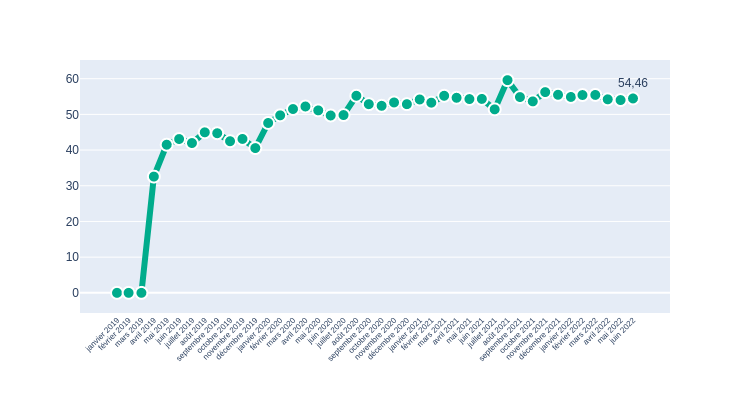 54,46
60
50
40
30
20
10
0
janvier 2019
février 2019
mars 2019
avril 2019
mai 2019
juin 2019
juillet 2019
août 2019
septembre 2019
octobre 2019
novembre 2019
décembre 2019
janvier 2020
février 2020
mars 2020
avril 2020
mai 2020
juin 2020
juillet 2020
août 2020
septembre 2020
octobre 2020
novembre 2020
décembre 2020
janvier 2021
février 2021
mars 2021
avril 2021
mai 2021
juin 2021
juillet 2021
août 2021
septembre 2021
octobre 2021
novembre 2021
décembre 2021
janvier 2022
février 2022
mars 2022
avril 2022
mai 2022
juin 2022